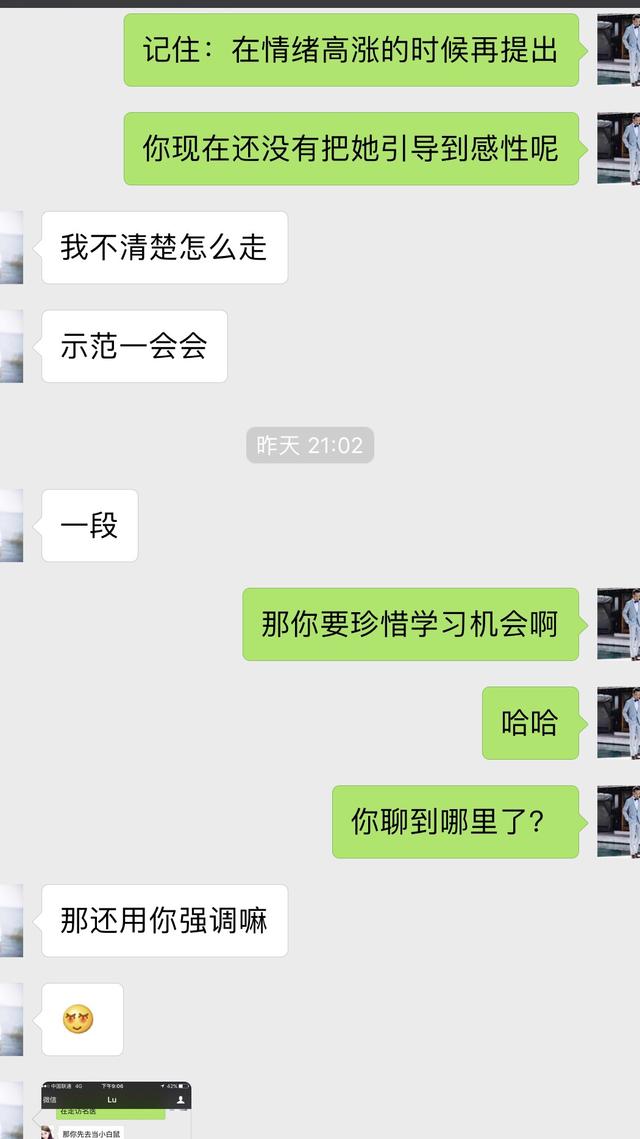 记住：在情绪高涨的时候再提出
你现在还没有把她引导到感性呢
我不清楚怎么走
示范一会会
昨天 21:02
一段
那你要珍惜学习机会啊
哈哈
你聊到哪里了？
那还用你强调嘛
中国联通 4G 下午9:06 42%
微信 Lu
在走访名医
那你先去当小白鼠